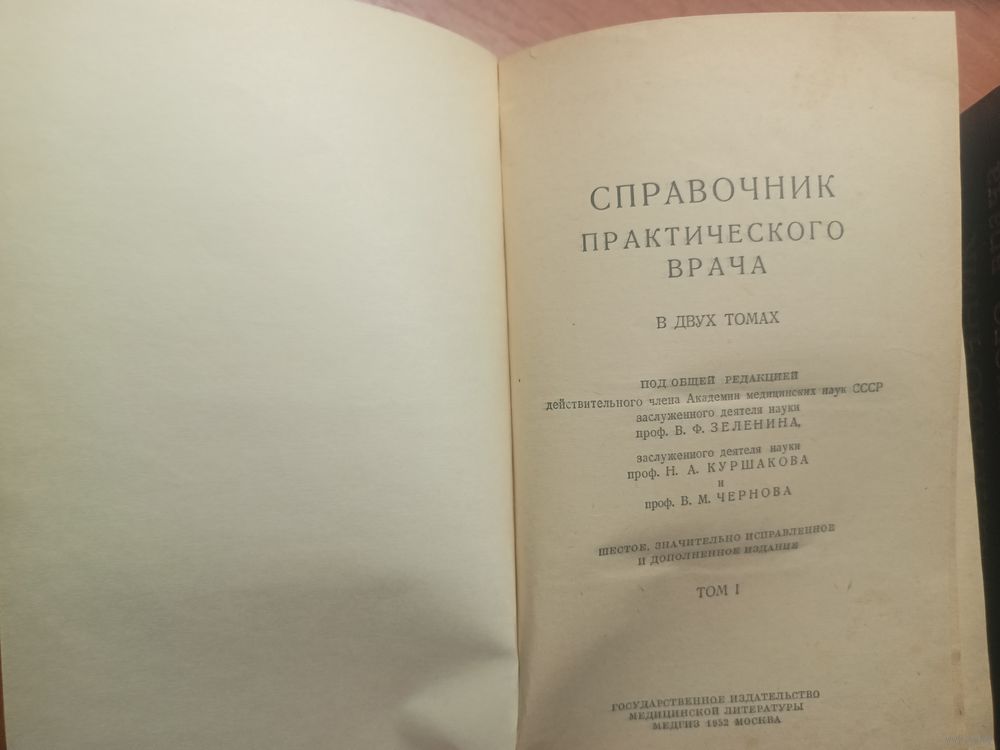 СПРАВОЧНИК
ПРАКТИЧЕСКОГО
ВРАЧА
В ДВУХ ТОМАХ
ПОД ОБЩЕЙ РЕДАКЦИЕЙ
действительного члена Академии медицинских наук СССР
заслуженного деятеля науки
проф. В. Ф. ЗЕЛЕНИНА,
заслуженного деятеля науки
проф. Н. А. КУРШАКОВА
и
проф. В. М. ЧЕРНОВА
ШЕСТОЕ, ЗНАЧИТЕЛЬНО ИСПРАВЛЕННОЕ
И ДОПОЛНЕННОЕ ИЗДАНИЕ
ТОМ I
ГОСУДАРСТВЕННОЕ ИЗДАТЕЛЬСТВО
МЕДИЦИНСКОЙ ЛИТЕРАТУРЫ
МЕДГИЗ 1952 МОСКВА